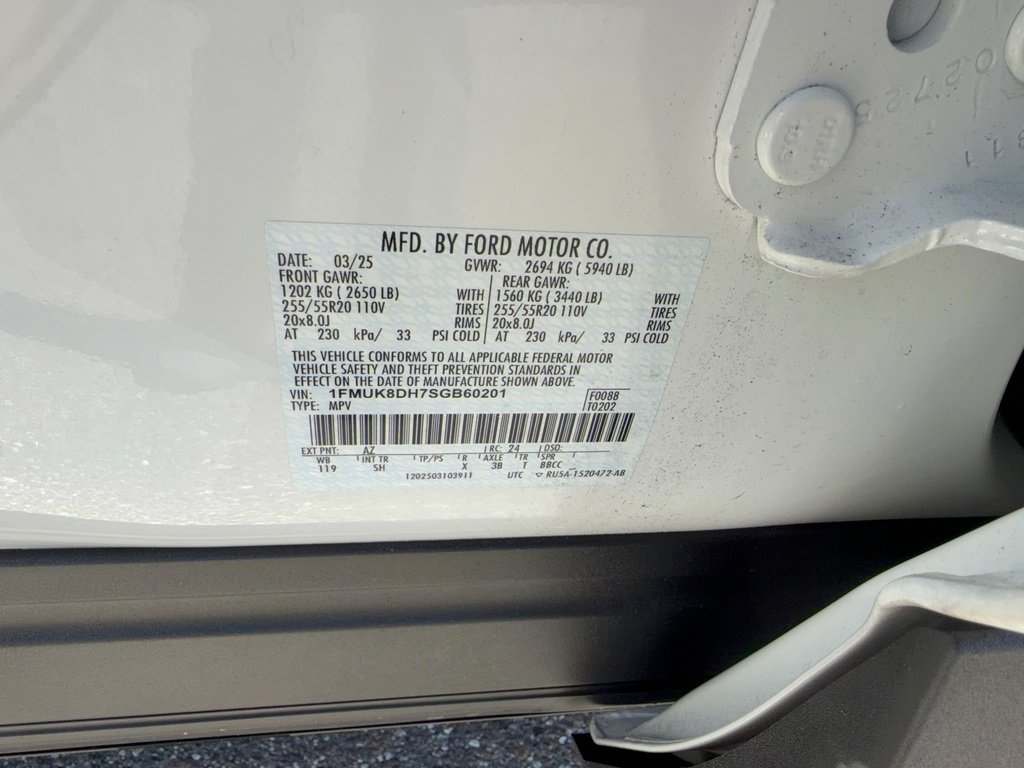 MFD. BY FORD MOTOR CO.
DATE: 03/25 GVWR: 2694 KG ( 5940 LB)
FRONT GAWR: REAR GAWR:
1202 KG ( 2650 LB) WITH 1560 KG ( 3440 LB) WITH
255/55R20 110V TIRES 255/55R20 110V TIRES
20x8.0J RIMS 20x8.0J RIMS
AT 230 kPa/ 33 PSI COLD AT 230 kPa/ 33 PSI COLD
THIS VEHICLE CONFORMS TO ALL APPLICABLE FEDERAL MOTOR
VEHICLE SAFETY AND THEFT PREVENTION STANDARDS IN
EFFECT ON THE DATE OF MANUFACTURE SHOWN ABOVE.
VIN: 1FMUK8DH7SGB60201 F0088
TYPE: MPV T0202
EXT PNT: AZ RC: 24 DSO:
WB INT TR TP/PS R AXLE TR SPR
119 SH X 3B T BBCC
1202503103911 UTC ▽ RU5A-1520472-AB